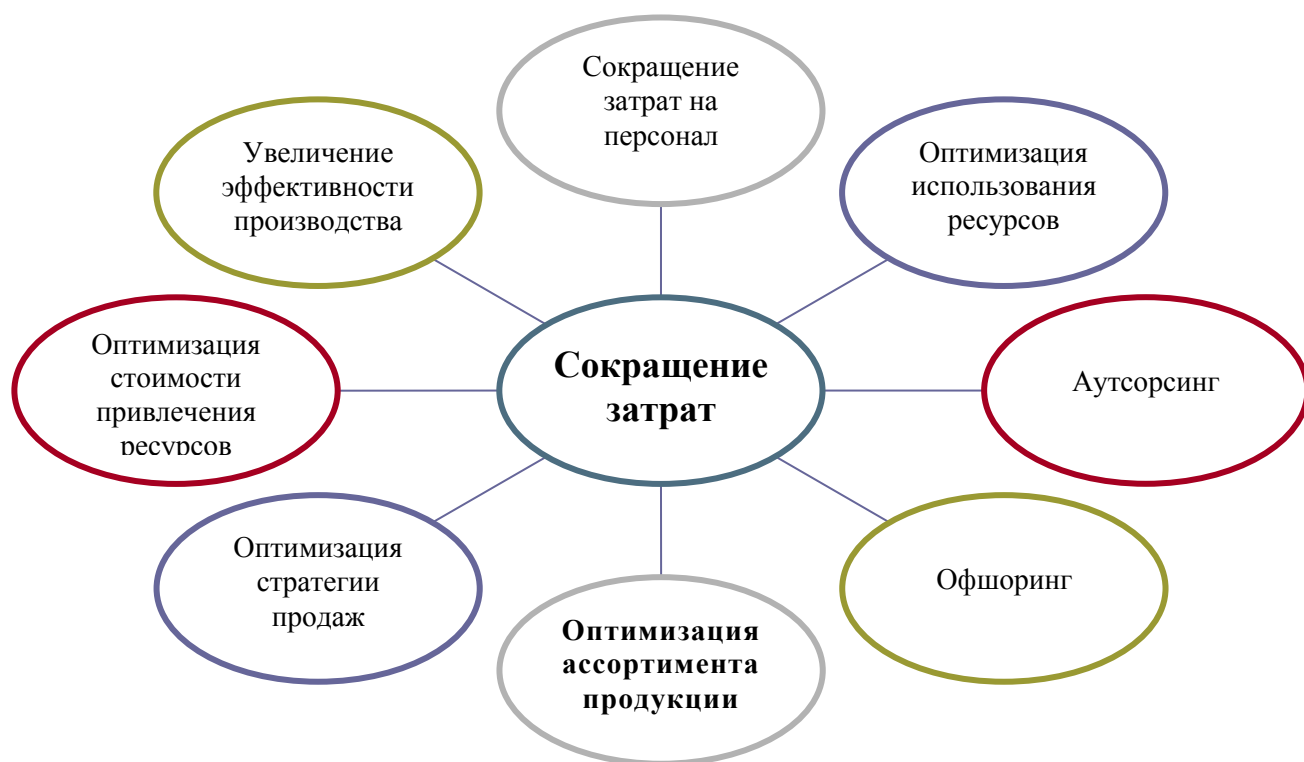 Сокращение
затрат на
персонал
Увеличение
эффективности
производства
Оптимизация
использования
ресурсов
Оптимизация
стоимости
привлечения
ресурсов
Сокращение
затрат
Аутсорсинг
Оптимизация
стратегии
продаж
Офшоринг
Оптимизация
ассортимента
продукции